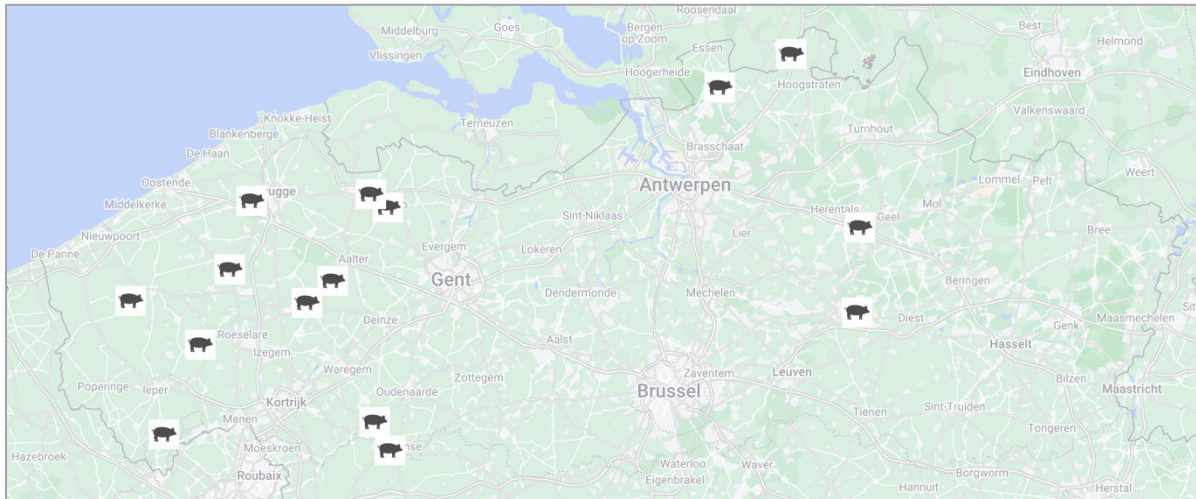 Middelburg
Goes
Roosendaal
Bergen
op Zoom
Essen
Best
Helmond
Vlissingen
Hoogerheide
Eindhoven
Hoogstraten
Valkenswaard
Knokke-Heist
Terneuzen
Blankenberge
Turnhout
De Haan
Brasschaat
Weert
Oostende
Antwerpen
Lommel
Pelt
Middelkerke
Sint-Niklaas
Herentals
Geel
Mol
Nieuwpoort
Lier
Bree
De Panne
Evergem
Lokeren
Aalter
Gent
Beringen
Dendermonde
Mechelen
Deinze
Diest
Maasmechelen
Roeselare
Genk
Izegem
Aalst
Hasselt
Waregem
Zaventem
Leuven
Zottegem
Bilzen
Poperinge
Ieper
Oudenaarde
Brussel
Maastricht
Kortrijk
Menen
Tienen
Sint-Truiden
Tongeren
Moeskroen
Hazebroek
Waterloo
Waver
Roubaix
Borgworm
Eigenbrakel
Hannuit
Herstal